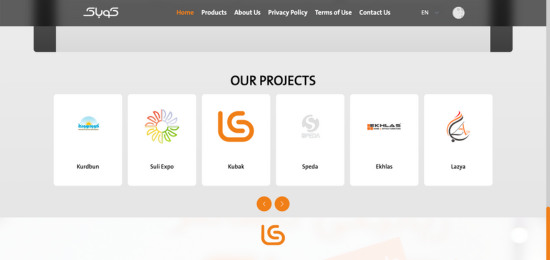 Home Products About Us Privacy Policy Terms of Use Contact Us EN
OUR PROJECTS
SPEDA
EKHLAS
Kurdbun Suli Expo Kubak Speda Ekhlas Lazya